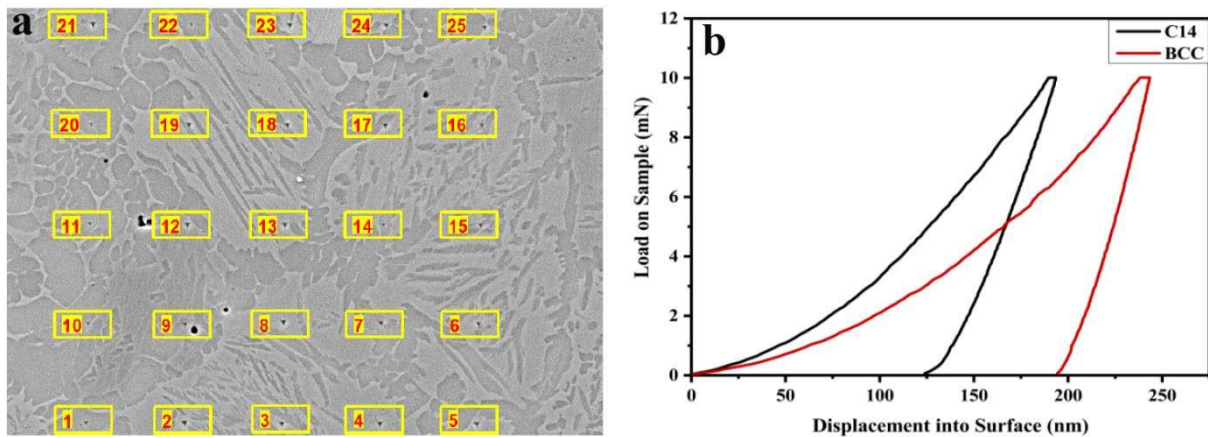 a
21 22 23 24 25
20 19 18 17 16
11 12 13 14 15
10 9 8 7 6
1 2 3 4 5
b
C14
BCC
Load on Sample (mN)
12
10
8
6
4
2
0
0 50 100 150 200 250
Displacement into Surface (nm)